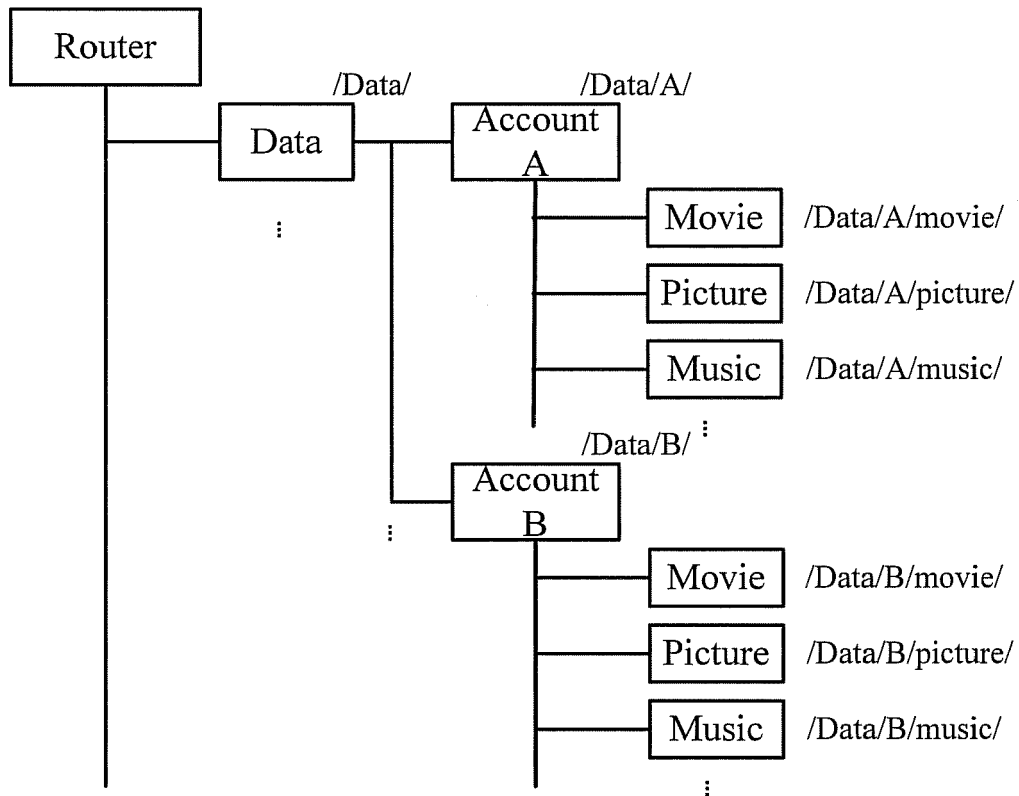 Router
/Data/
/Data/A/
Data
Account
A
Movie
/Data/A/movie/
Picture
/Data/A/picture/
Music
/Data/A/music/
/Data/B/
Account
B
Movie
/Data/B/movie/
Picture
/Data/B/picture/
Music
/Data/B/music/